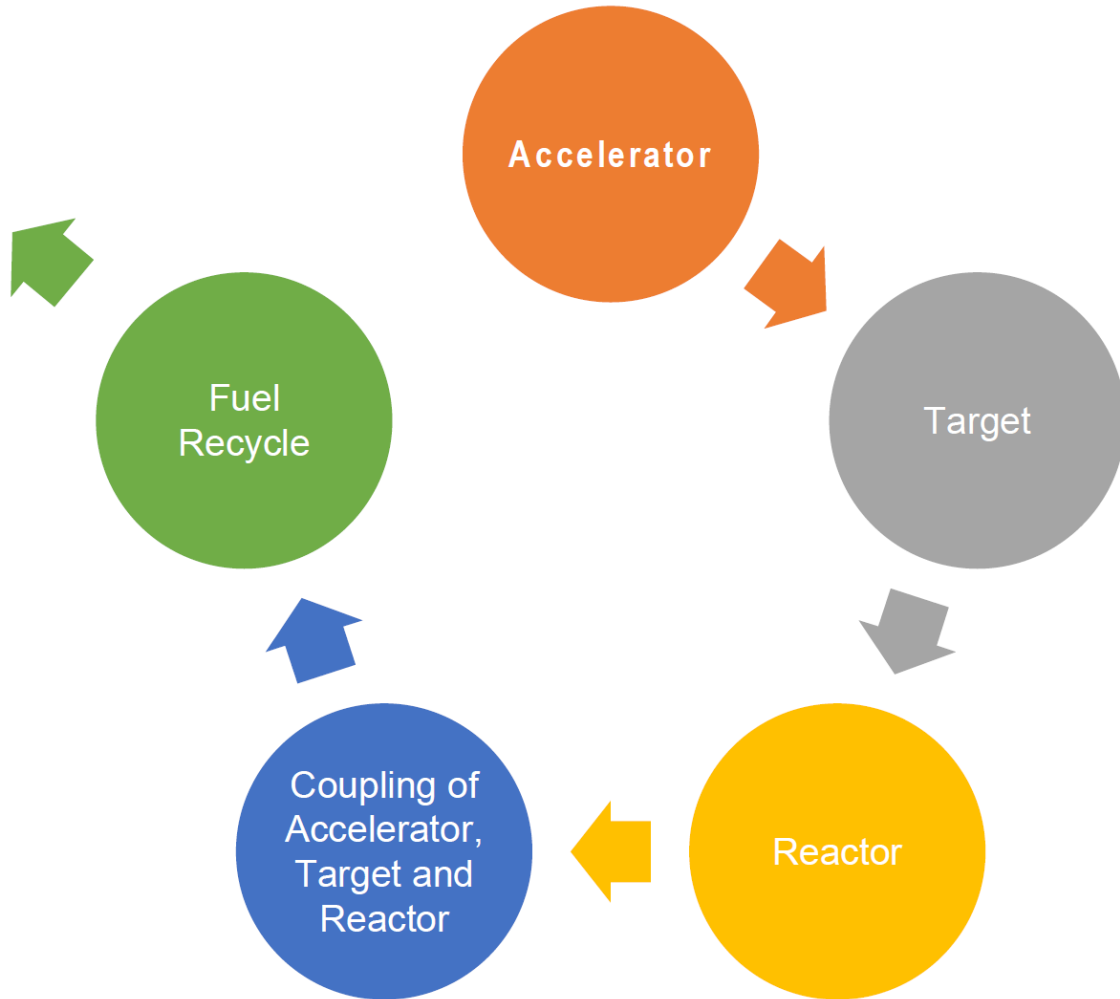 Accelerator
Target
Reactor
Coupling of
Accelerator,
Target and
Reactor
Fuel
Recycle